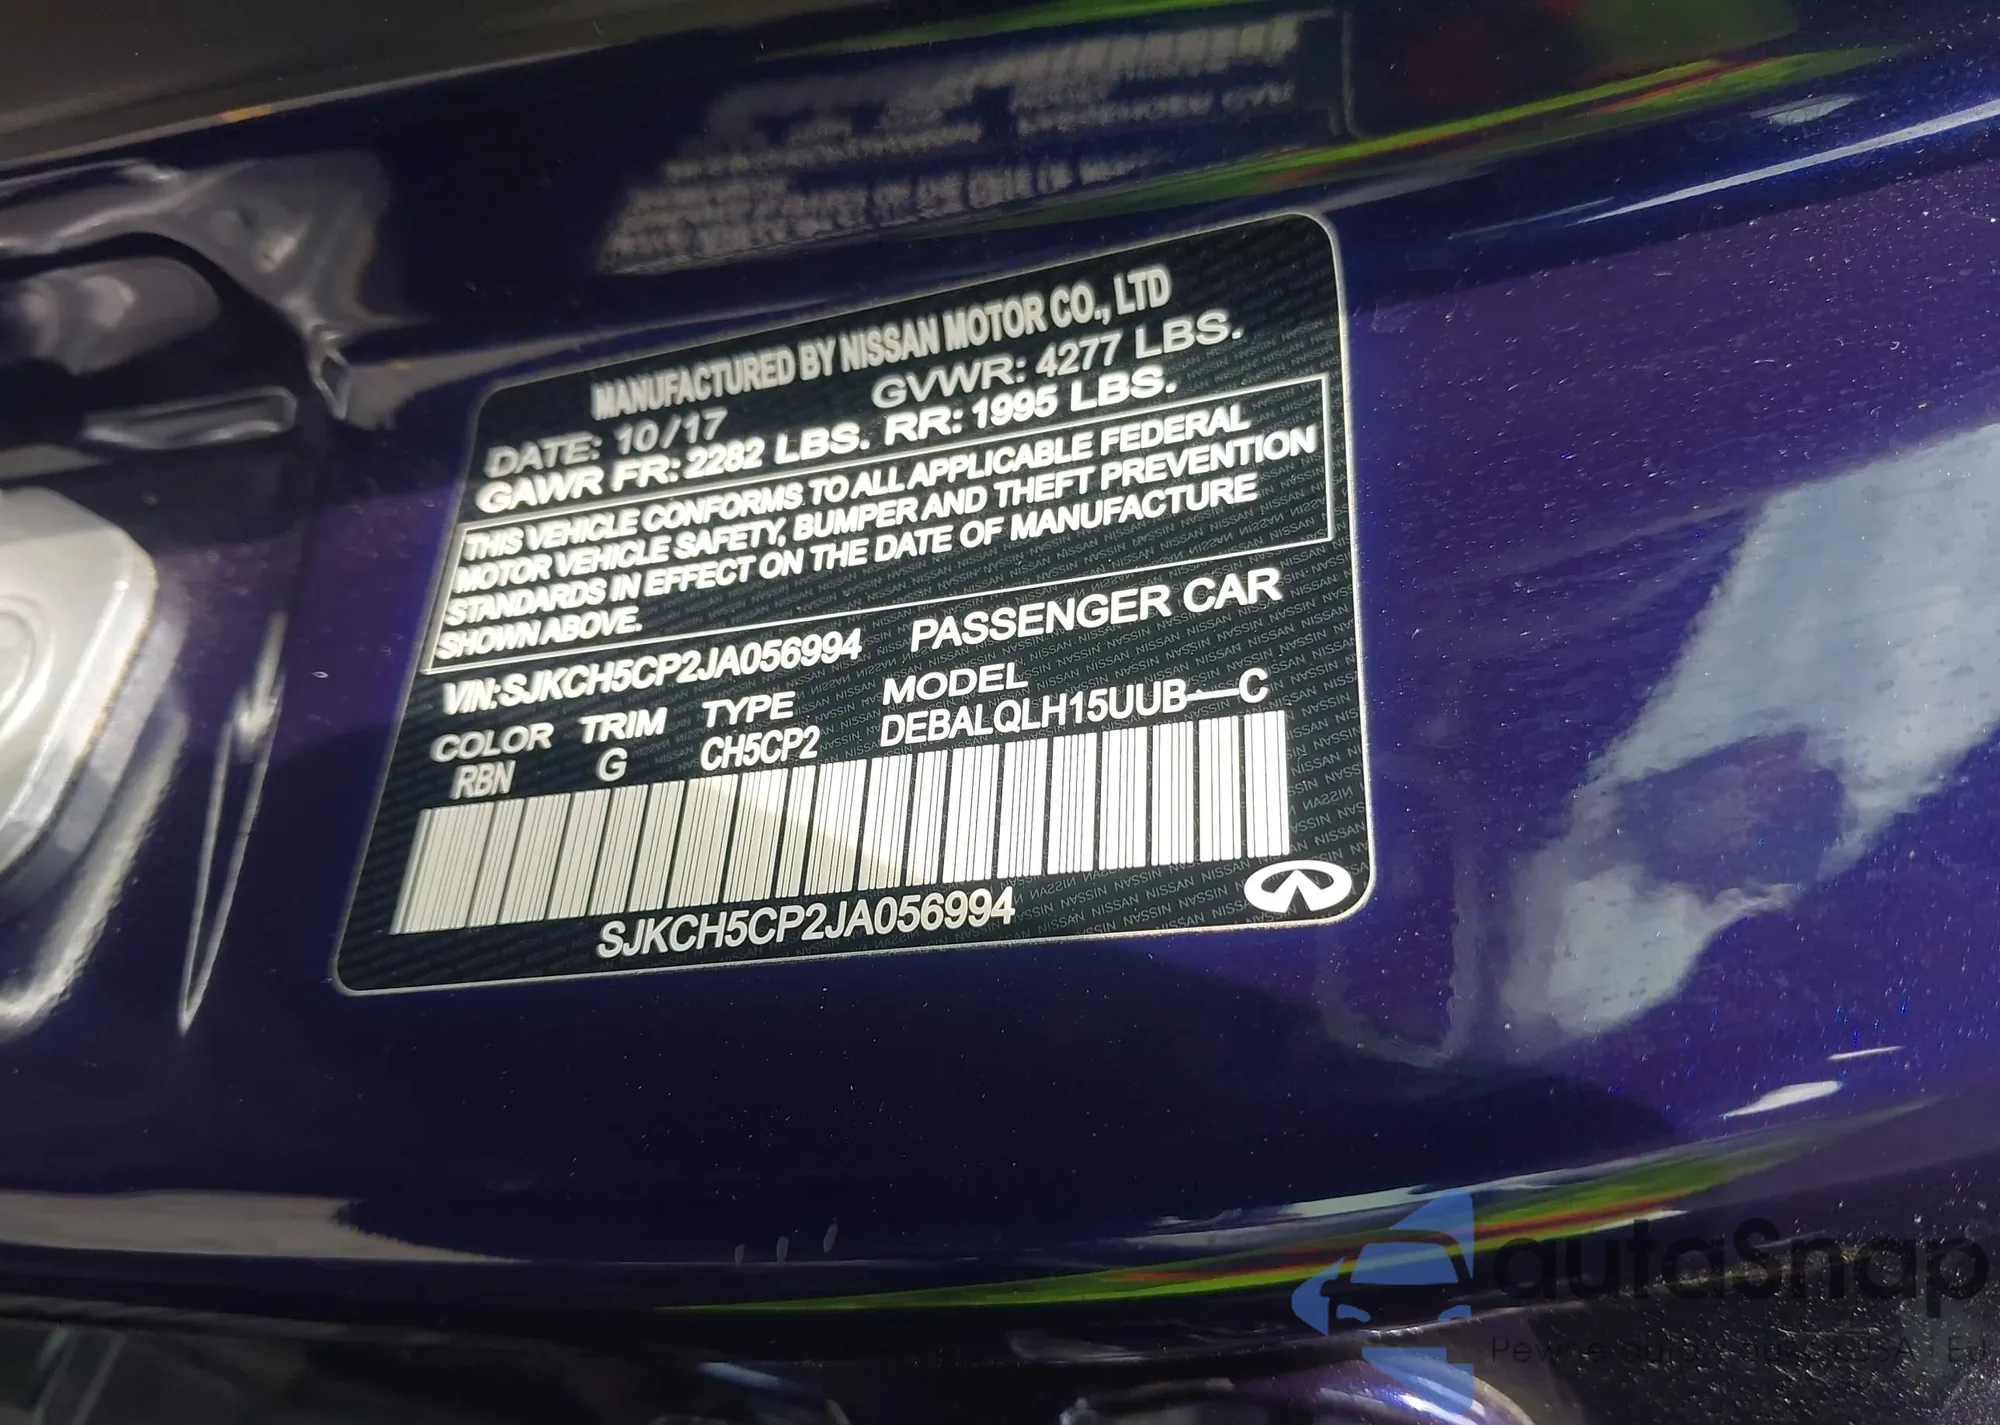 MANUFACTURED BY NISSAN MOTOR CO., LTD
DATE: 10/17 GVWR: 4277 LBS.
GAWR FR: 2282 LBS. RR: 1995 LBS.
THIS VEHICLE CONFORMS TO ALL APPLICABLE FEDERAL
MOTOR VEHICLE SAFETY, BUMPER AND THEFT PREVENTION
STANDARDS IN EFFECT ON THE DATE OF MANUFACTURE
SHOWN ABOVE.
VIN:SJKCH5CP2JA056994 PASSENGER CAR
COLOR TRIM TYPE MODEL
RBN G CH5CP2 DEBALQLH15UUB-—C
SJKCH5CP2JA056994
autaSnap